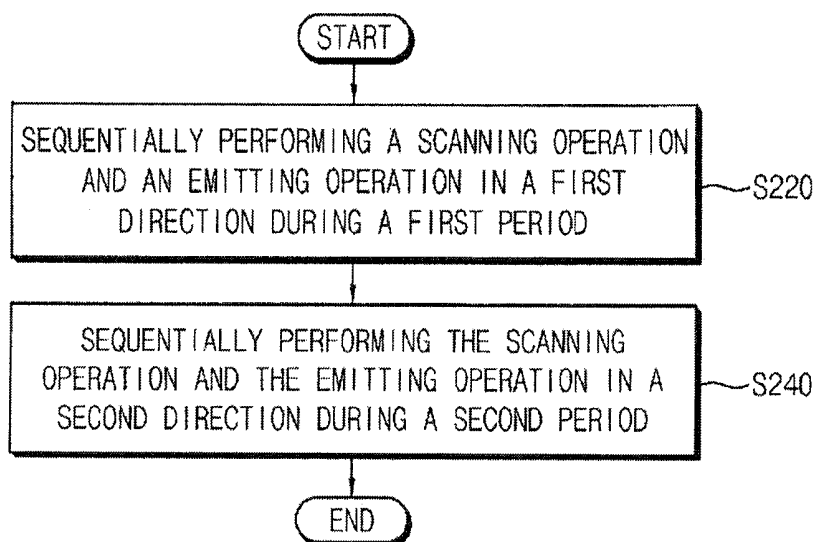 START
SEQUENTIALLY PERFORMING A SCANNING OPERATION
AND AN EMITTING OPERATION IN A FIRST
DIRECTION DURING A FIRST PERIOD
S220
SEQUENTIALLY PERFORMING THE SCANNING
OPERATION AND THE EMITTING OPERATION IN A
SECOND DIRECTION DURING A SECOND PERIOD
S240
END